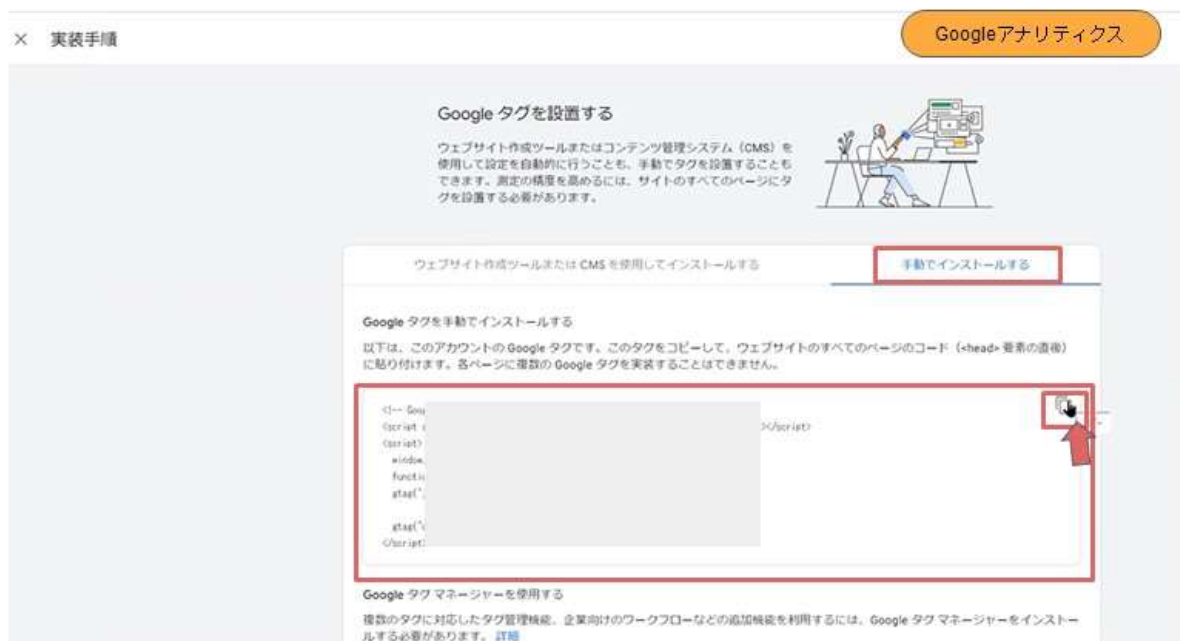 × 実装手順
Googleアナリティクス
Google タグを設置する
ウェブサイト作成ツールまたはコンテンツ管理システム（CMS）を
使用して設定を自動的に行うことも、手動でタグを設置することも
できます。測定の精度を高めるには、サイトのすべてのページにタ
グを設置する必要があります。
ウェブサイト作成ツールまたは CMS を使用してインストールする
手動でインストールする
Google タグを手動でインストールする
以下は、このアカウントの Google タグです。このタグをコピーして、ウェブサイトのすべてのページのコード（<head> 要素の直後）
に貼り付けます。各ページに複数の Google タグを実装することはできません。
<!-- Goo
<script ></script>
<script>
window.
functio
gtag('
gtag('
</script>
Google タグ マネージャーを使用する
複数のタグに対応したタグ管理機能、企業向けのワークフローなどの追加機能を利用するには、Google タグ マネージャーをインストー
ルする必要があります。 詳細